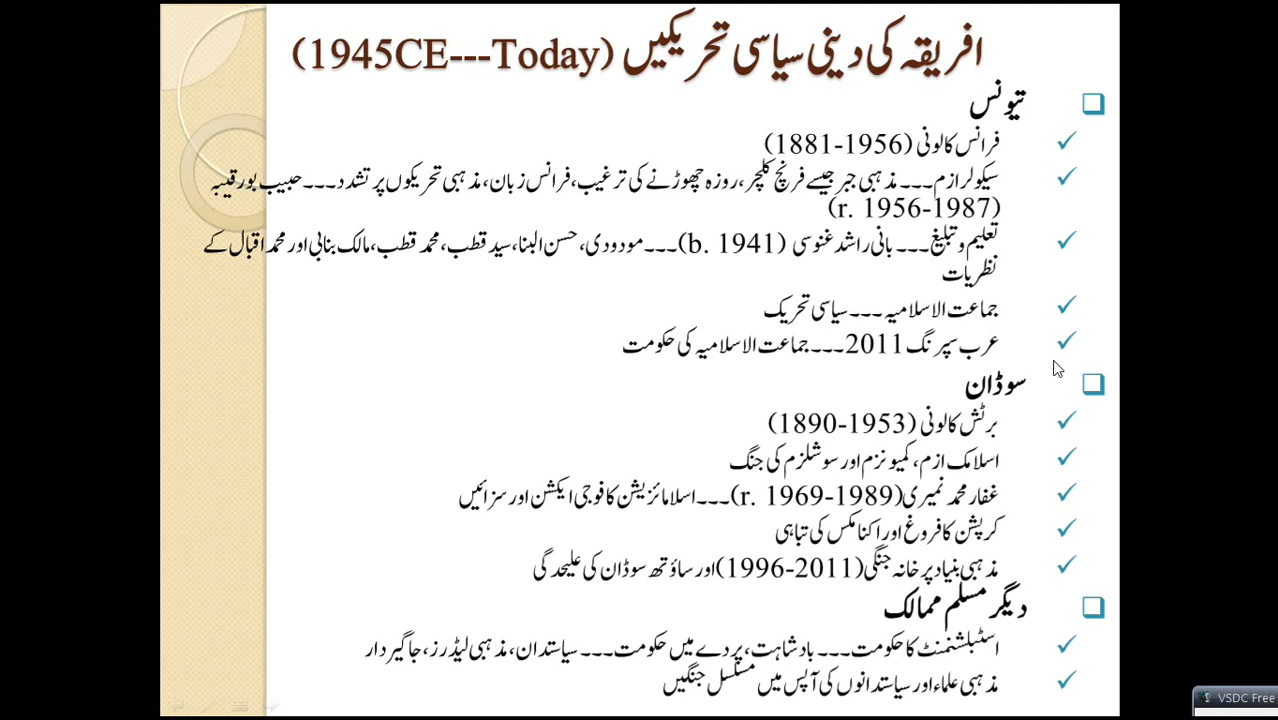 افریقہ کی دینی سیاسی تحریکیں (1945CE---Today)
تیونس
فرانس کالونی (1881-1956)
سیکولرازم۔۔۔ مذہبی جبر جیسے فرنچ کلچر، روزہ چھوڑنے کی ترغیب، فرانس زبان، مذہبی تحریکوں پر تشدد۔۔۔ حبیب بورقیبہ
(r. 1956-1987)
تعلیم و تبلیغ۔۔۔ بانی راشد غنوسی (b. 1941)۔۔۔ مودودی، حسن البنا، سید قطب، محمد قطب، مالک بنابی اور محمد اقبال کے
نظریات
جماعت الاسلامیہ ۔۔۔ سیاسی تحریک
عرب سپرنگ 2011۔۔۔ جماعت الاسلامیہ کی حکومت
سوڈان
برٹش کالونی (1890-1953)
اسلامک ازم، کمیونزم اور سوشلزم کی جنگ
غفار محمد نمیری (r. 1969-1989)۔۔۔ اسلامائزیشن کا فوجی ایکشن اور سزائیں
کرپشن کا فروغ اور اکنامکس کی تباہی
مذہبی بنیاد پر خانہ جنگی (1996-2011) اور ساؤتھ سوڈان کی علیحدگی
دیگر مسلم ممالک
اسٹبلشمنٹ کا حکومت۔۔۔ بادشاہت، پردے میں حکومت۔۔۔ سیاستدان، مذہبی لیڈرز، جاگیردار
مذہبی علماء اور سیاستدانوں کی آپس میں مسلسل جنگیں
VSDC Free